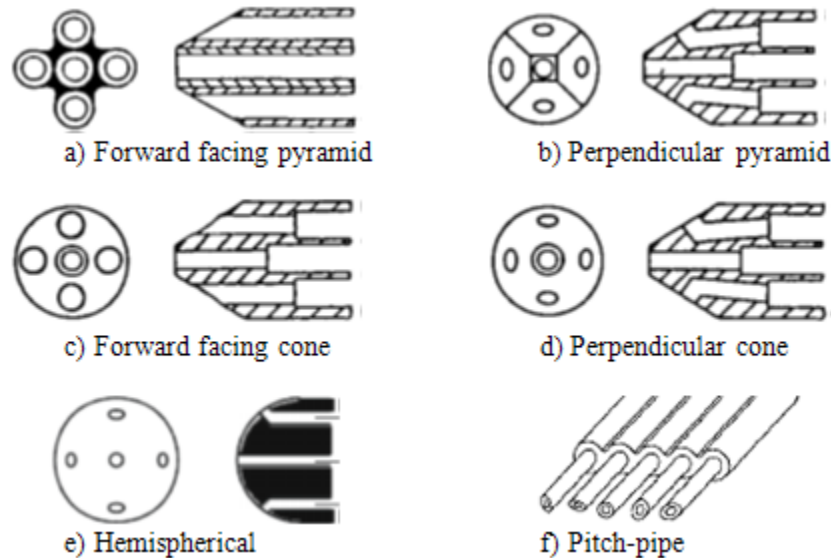 a) Forward facing pyramid
b) Perpendicular pyramid
c) Forward facing cone
d) Perpendicular cone
e) Hemispherical
f) Pitch-pipe